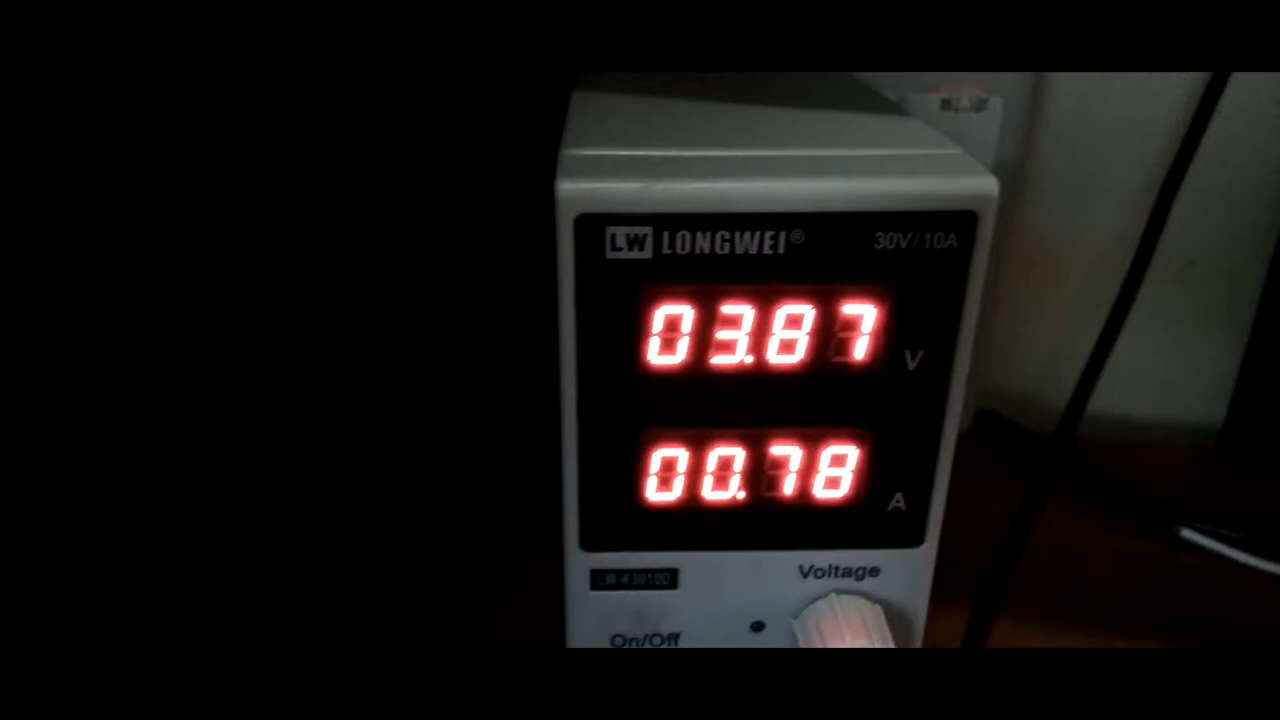 LW LONGWEI® 30V/10A
03.87 V
00.78 A
Voltage
LW-K3010D
On/Off